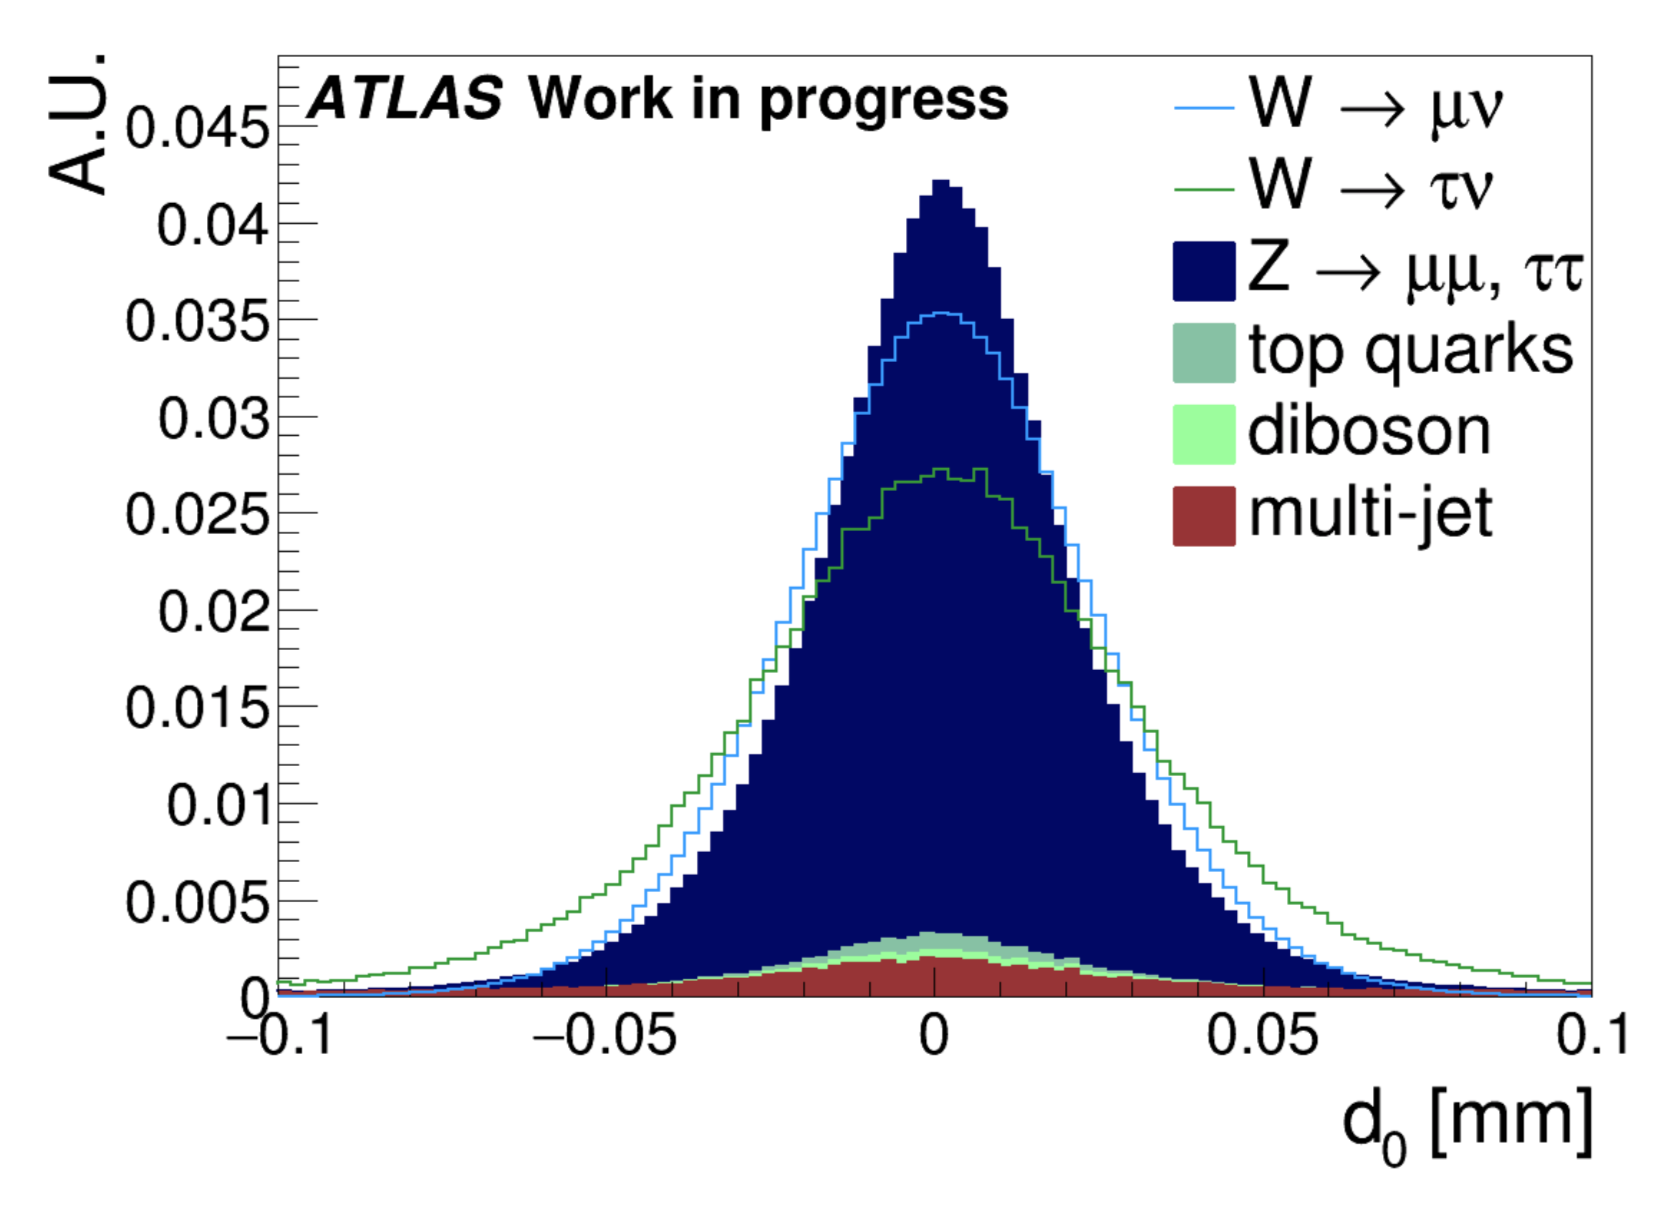 A.U.
ATLAS Work in progress
W → μν
W → τν
Z → μμ, ττ
top quarks
diboson
multi-jet
0.045
0.04
0.035
0.03
0.025
0.02
0.015
0.01
0.005
0
−0.1 −0.05 0 0.05 0.1
d₀ [mm]